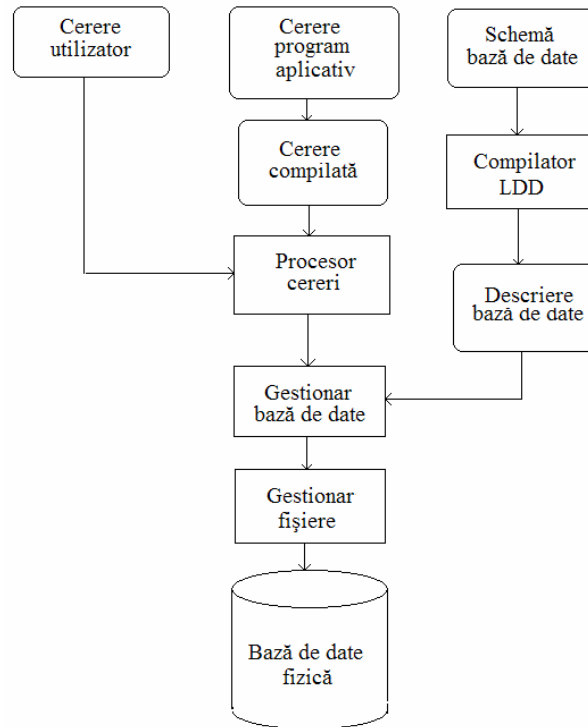 Cerere
utilizator
Cerere
program
aplicativ
Schemă
bază de date
Cerere
compilată
Compilator
LDD
Procesor
cereri
Descriere
bază de date
Gestionar
bază de date
Gestionar
fişiere
Bază de date
fizică